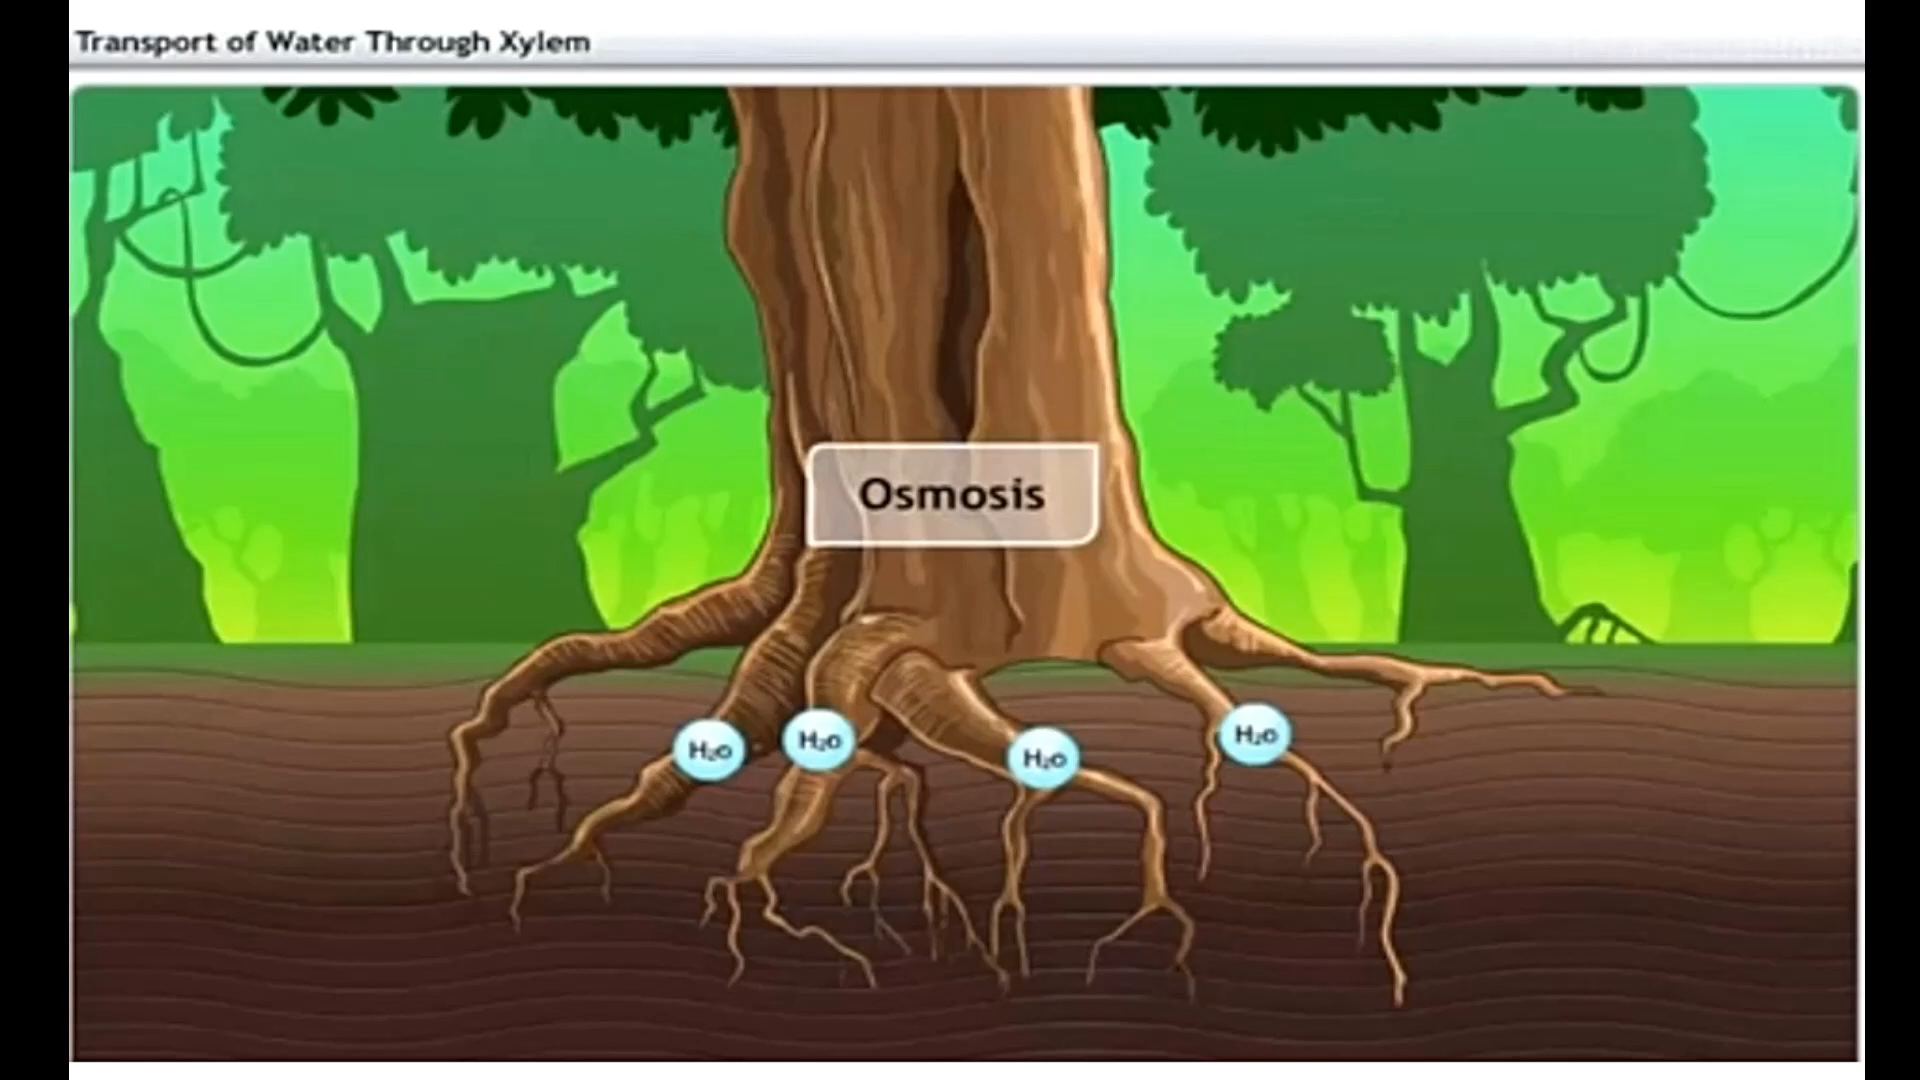 Transport of Water Through Xylem
Osmosis
H₂O
H₂O
H₂O
H₂O